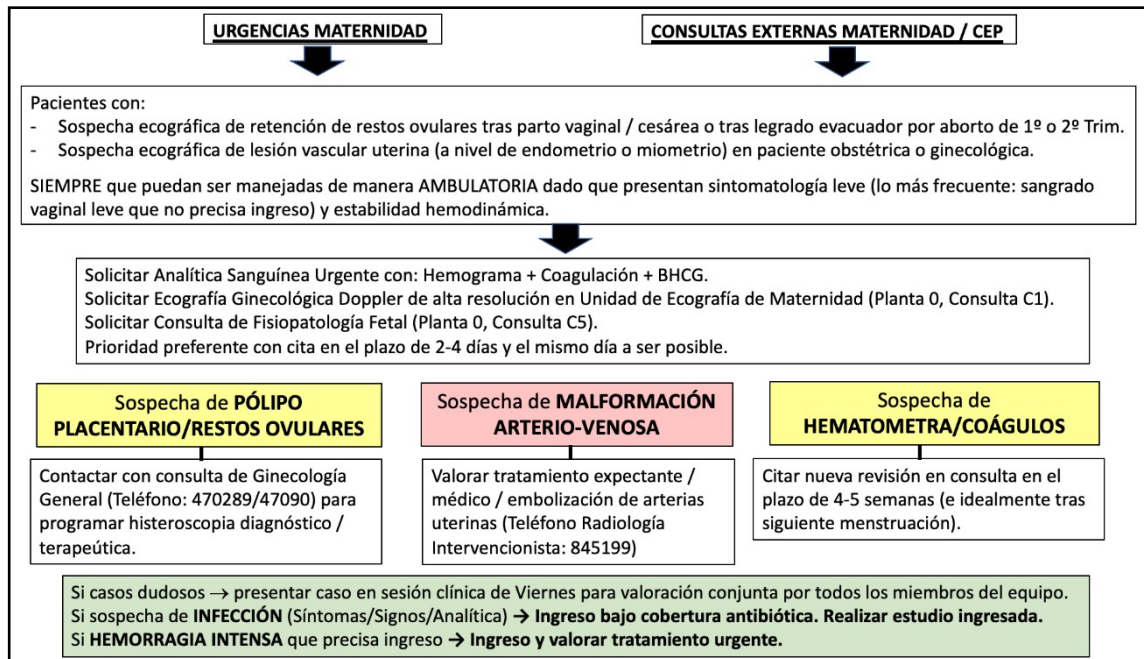 URGENCIAS MATERNIDAD
CONSULTAS EXTERNAS MATERNIDAD / CEP
Pacientes con:
- Sospecha ecográfica de retención de restos ovulares tras parto vaginal / cesárea o tras legrado evacuador por aborto de 1º o 2º Trim.
- Sospecha ecográfica de lesión vascular uterina (a nivel de endometrio o miometrio) en paciente obstétrica o ginecológica.
SIEMPRE que puedan ser manejadas de manera AMBULATORIA dado que presentan sintomatología leve (lo más frecuente: sangrado
vaginal leve que no precisa ingreso) y estabilidad hemodinámica.
Solicitar Analítica Sanguínea Urgente con: Hemograma + Coagulación + BHCG.
Solicitar Ecografía Ginecológica Doppler de alta resolución en Unidad de Ecografía de Maternidad (Planta 0, Consulta C1).
Solicitar Consulta de Fisiopatología Fetal (Planta 0, Consulta C5).
Prioridad preferente con cita en el plazo de 2-4 días y el mismo día a ser posible.
Sospecha de PÓLIPO
PLACENTARIO/RESTOS OVULARES
Contactar con consulta de Ginecología
General (Teléfono: 470289/47090) para
programar histeroscopia diagnóstico /
terapeútica.
Sospecha de MALFORMACIÓN
ARTERIO-VENOSA
Valorar tratamiento expectante /
médico / embolización de arterias
uterinas (Teléfono Radiología
Intervencionista: 845199)
Sospecha de
HEMATOMETRA/COÁGULOS
Citar nueva revisión en consulta en el
plazo de 4-5 semanas (e idealmente tras
siguiente menstruación).
Si casos dudosos → presentar caso en sesión clínica de Viernes para valoración conjunta por todos los miembros del equipo.
Si sospecha de INFECCIÓN (Síntomas/Signos/Analítica) → Ingreso bajo cobertura antibiótica. Realizar estudio ingresada.
Si HEMORRAGIA INTENSA que precisa ingreso → Ingreso y valorar tratamiento urgente.